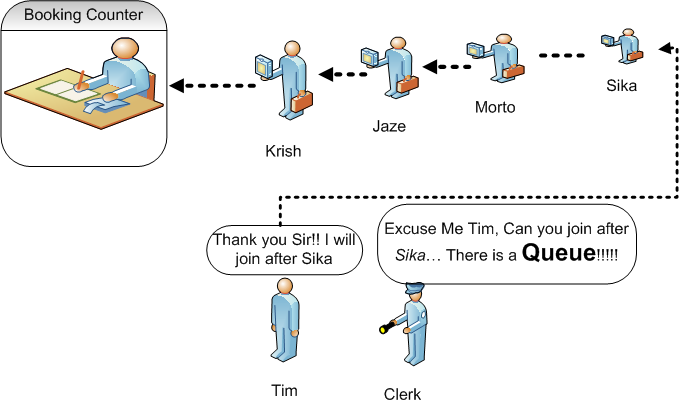 Booking Counter
Krish
Jaze
Morto
Sika
Thank you Sir!! I will
join after Sika
Excuse Me Tim, Can you join after
Sika… There is a Queue!!!!!
Tim
Clerk